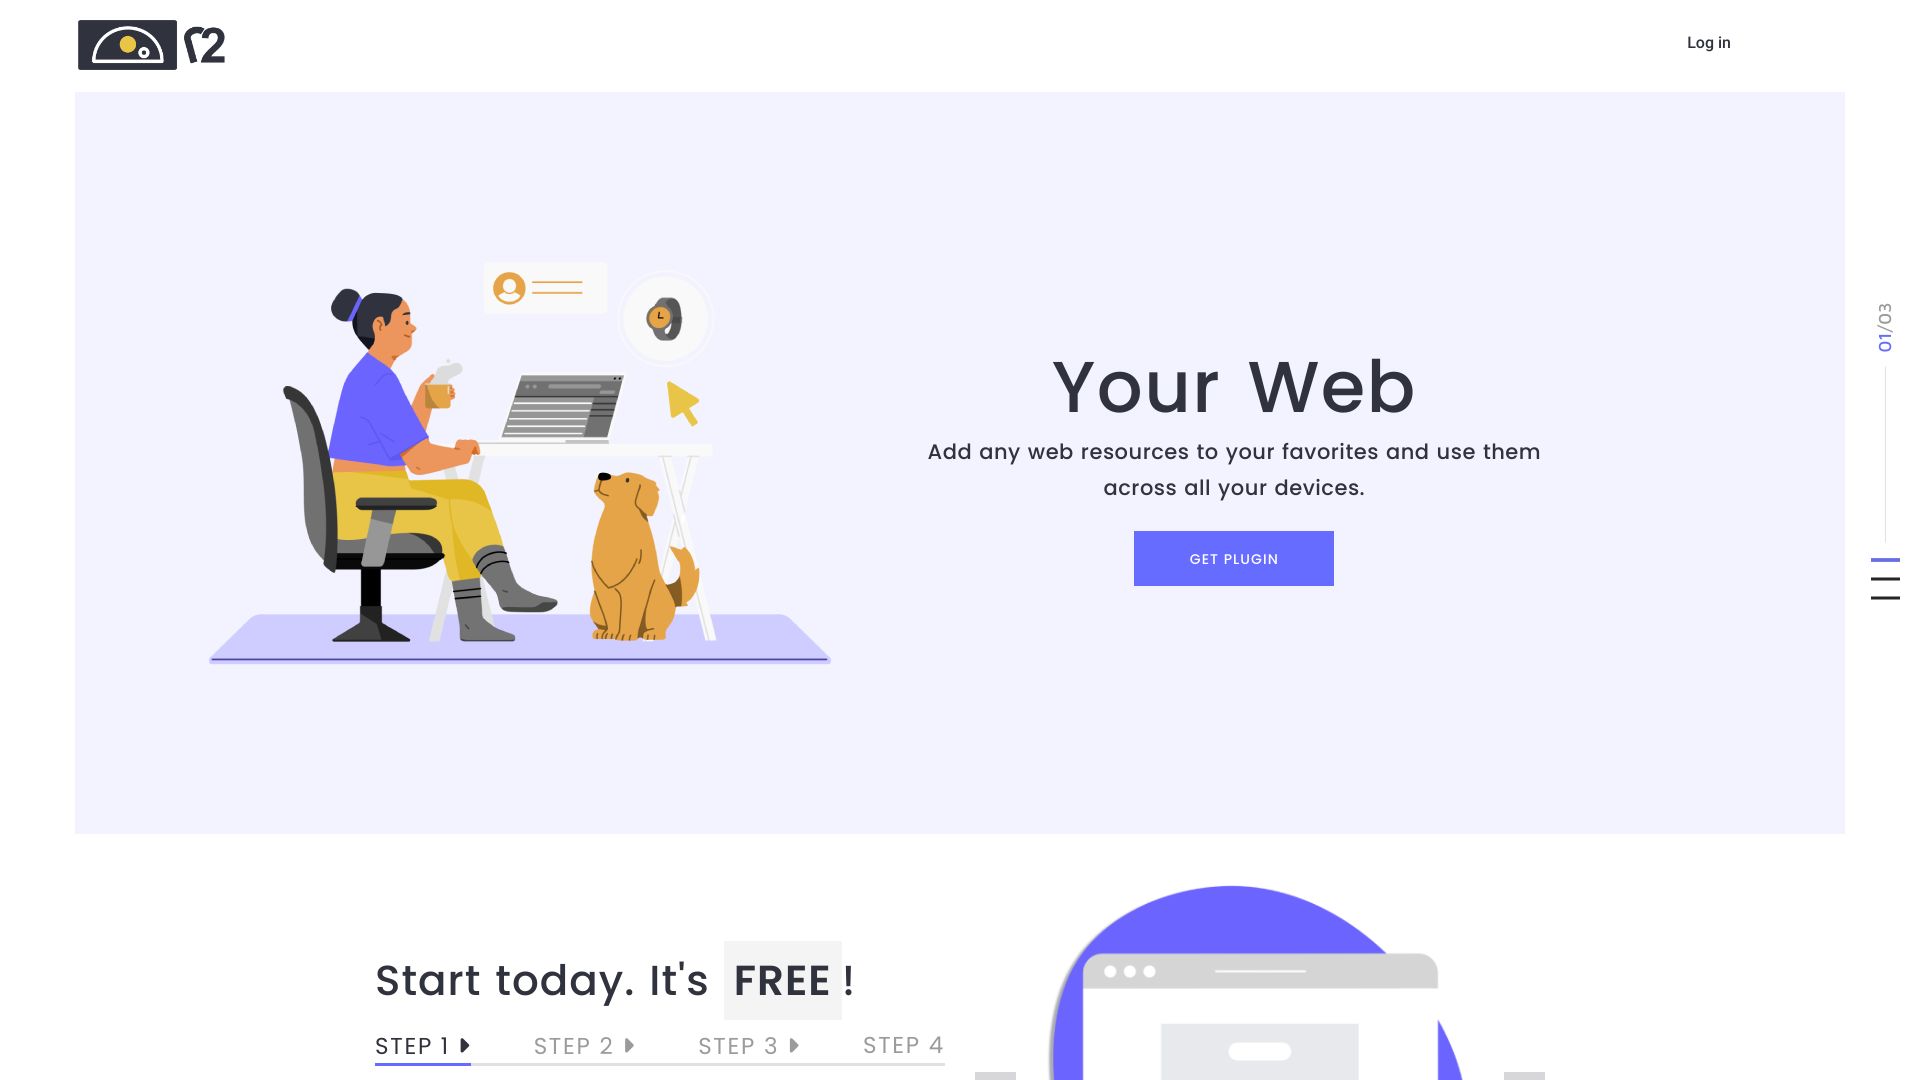 r2
Log in
01/03
Your Web
Add any web resources to your favorites and use them
across all your devices.
GET PLUGIN
Start today. It's FREE !
STEP 1
STEP 2
STEP 3
STEP 4